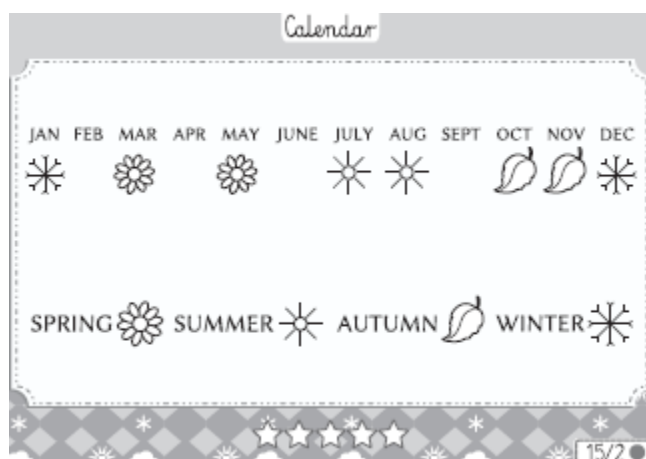 Calendar
JAN FEB MAR APR MAY JUNE JULY AUG SEPT OCT NOV DEC
SPRING SUMMER AUTUMN WINTER
15/2